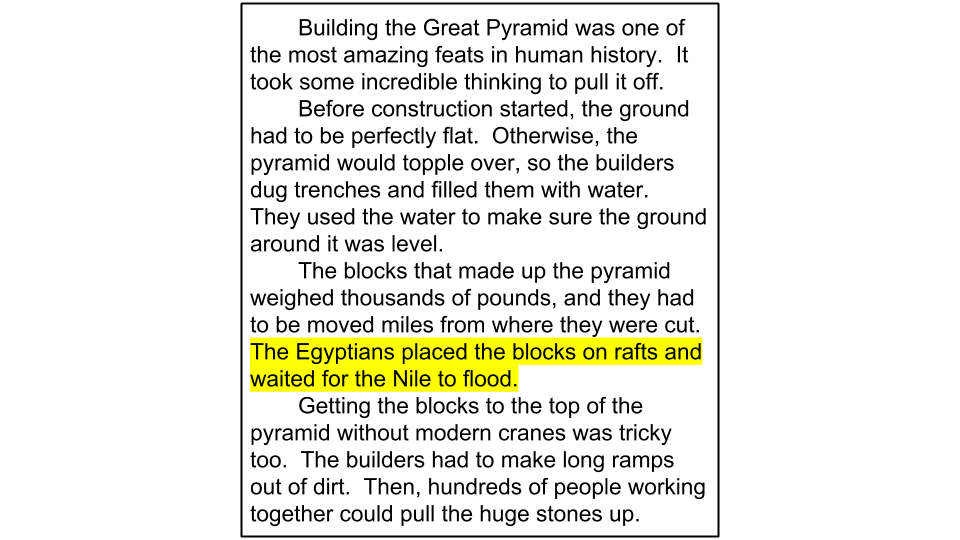 Building the Great Pyramid was one of
the most amazing feats in human history.  It
took some incredible thinking to pull it off.
Before construction started, the ground
had to be perfectly flat.  Otherwise, the
pyramid would topple over, so the builders
dug trenches and filled them with water.
They used the water to make sure the ground
around it was level.
The blocks that made up the pyramid
weighed thousands of pounds, and they had
to be moved miles from where they were cut.
The Egyptians placed the blocks on rafts and
waited for the Nile to flood.
Getting the blocks to the top of the
pyramid without modern cranes was tricky
too.  The builders had to make long ramps
out of dirt.  Then, hundreds of people working
together could pull the huge stones up.